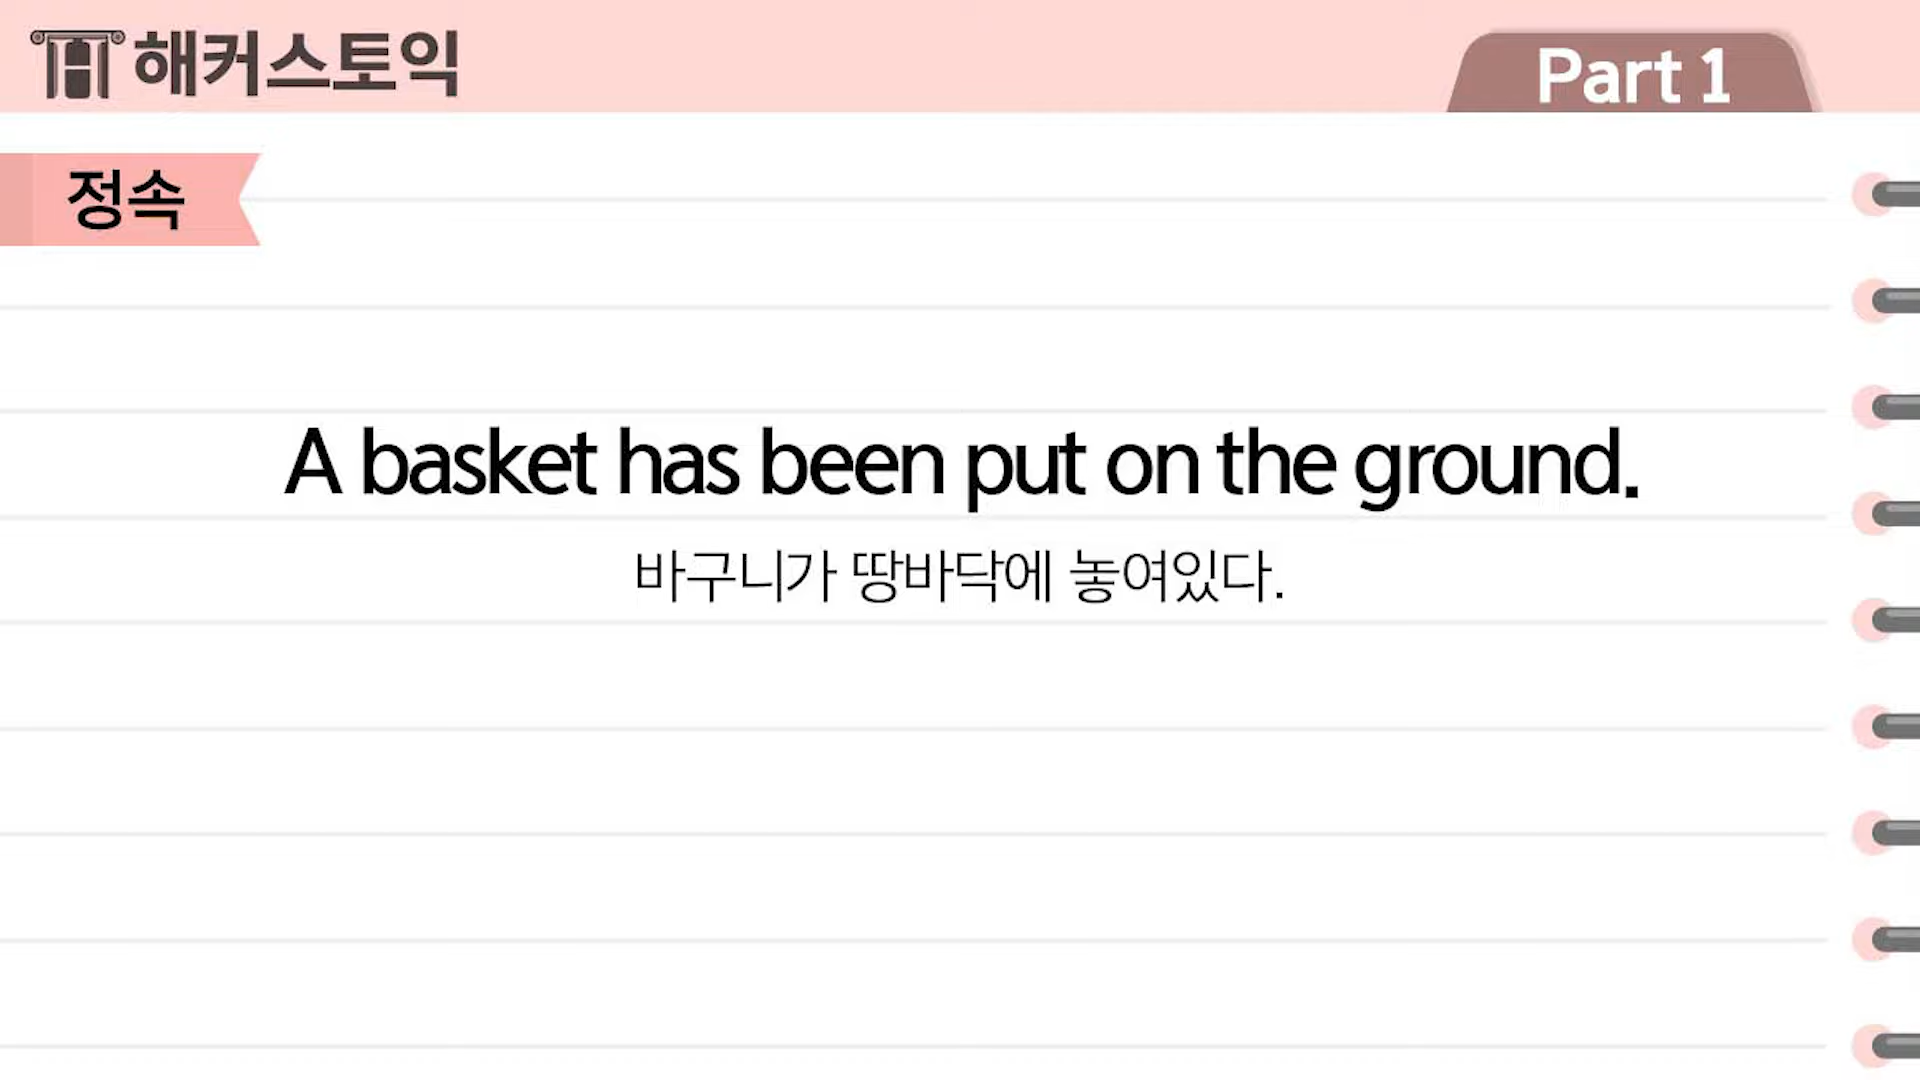 해커스토익
Part 1
정속
A basket has been put on the ground.
바구니가 땅바닥에 놓여있다.